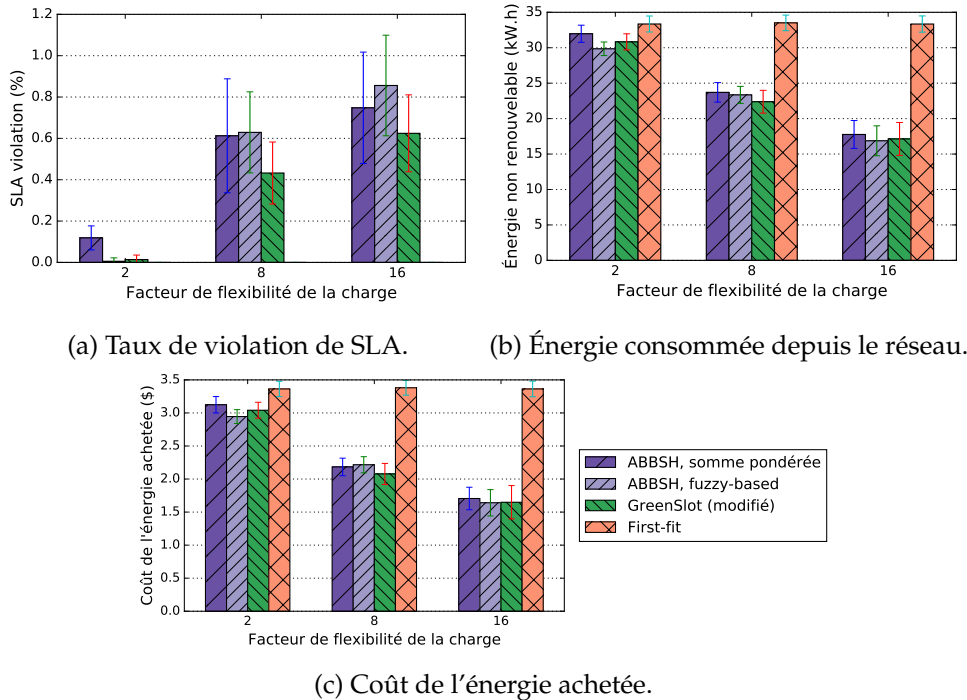 1.2
1.0
0.8
0.6
0.4
0.2
0.0
SLA violation (%)
2 8 16
Facteur de flexibilité de la charge
(a) Taux de violation de SLA.
35
30
25
20
15
10
5
0
Énergie non renouvelable (kW.h)
2 8 16
Facteur de flexibilité de la charge
(b) Énergie consommée depuis le réseau.
3.5
3.0
2.5
2.0
1.5
1.0
0.5
0.0
Coût de l'énergie achetée ($)
2 8 16
Facteur de flexibilité de la charge
ABBSH, somme pondérée
ABBSH, fuzzy-based
GreenSlot (modifié)
First-fit
(c) Coût de l’énergie achetée.